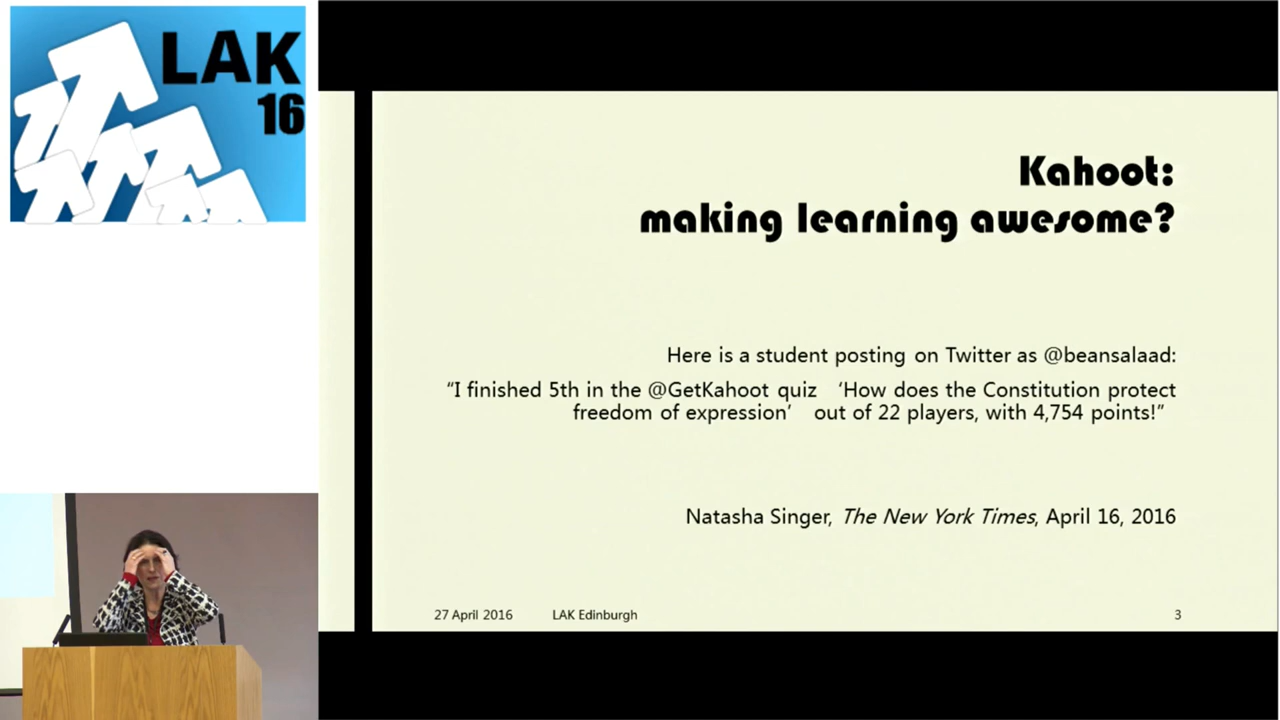 LAK
16
Kahoot:
making learning awesome?
Here is a student posting on Twitter as @beansalaad:
“I finished 5th in the @GetKahoot quiz ‘How does the Constitution protect
freedom of expression’ out of 22 players, with 4,754 points!”
Natasha Singer, The New York Times, April 16, 2016
27 April 2016 LAK Edinburgh 3